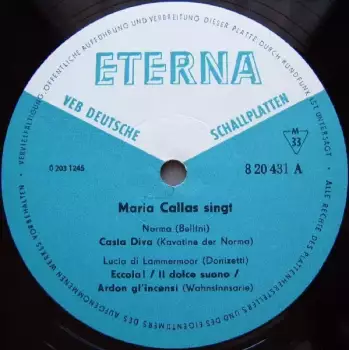 VERVIELFÄLTIGUNG, ÖFFENTLICHE AUFFÜHRUNG UND VERBREITUNG DIESER PLATTE DURCH RUNDFUNK IST UNTERSAGT
ETERNA
VEB DEUTSCHE SCHALLPLATTEN
M
33
0 203 1245
8 20 431 A
Maria Callas singt
Norma (Bellini)
Casta Diva (Kavatine der Norma)
Lucia di Lammermoor (Donizetti)
Eccola! / Il dolce suono /
Ardon gl'incensi (Wahnsinnsarie)
ALLE RECHTE DES PLATTENHERSTELLERS UND DES EIGENTÜMERS DES AUFGENOMMENEN WERKES VORBEHALTEN